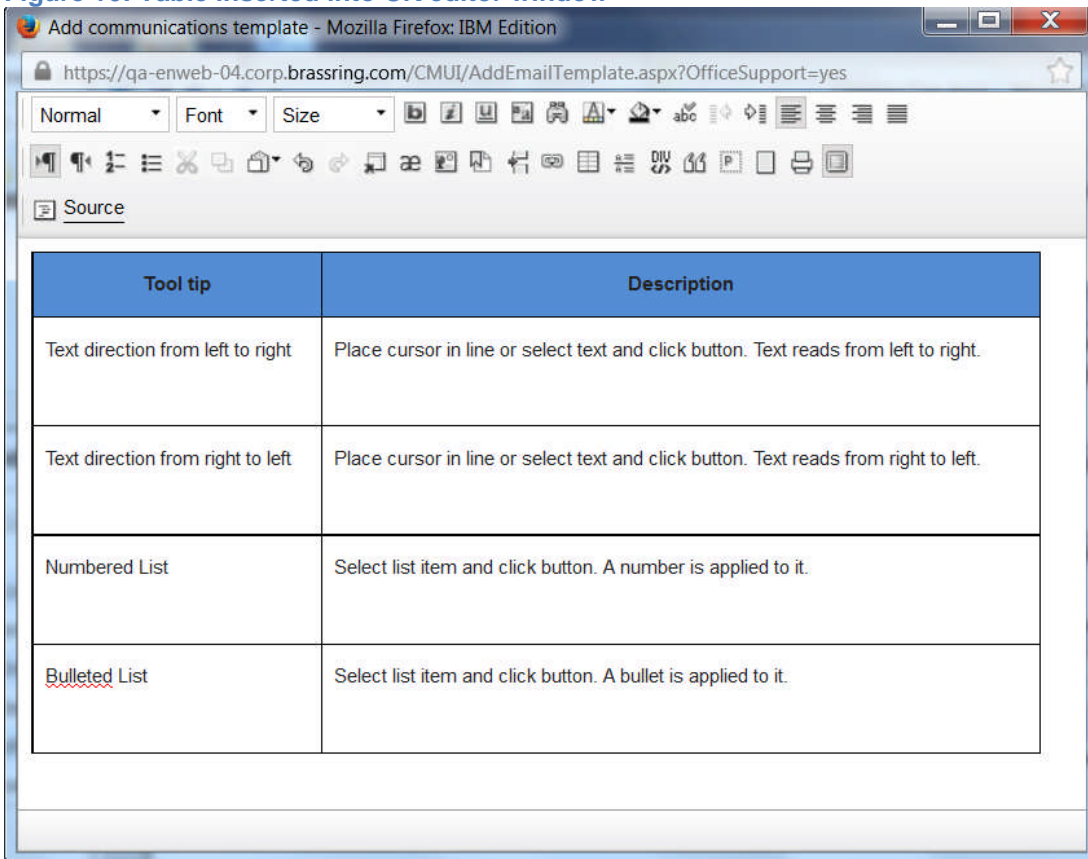 Add communications template - Mozilla Firefox: IBM Edition
https://qa-enweb-04.corp.brassring.com/CMUI/AddEmailTemplate.aspx?OfficeSupport=yes
Normal Font Size
Source
Tool tip Description
Text direction from left to right Place cursor in line or select text and click button. Text reads from left to right.
Text direction from right to left Place cursor in line or select text and click button. Text reads from right to left.
Numbered List Select list item and click button. A number is applied to it.
Bulleted List Select list item and click button. A bullet is applied to it.